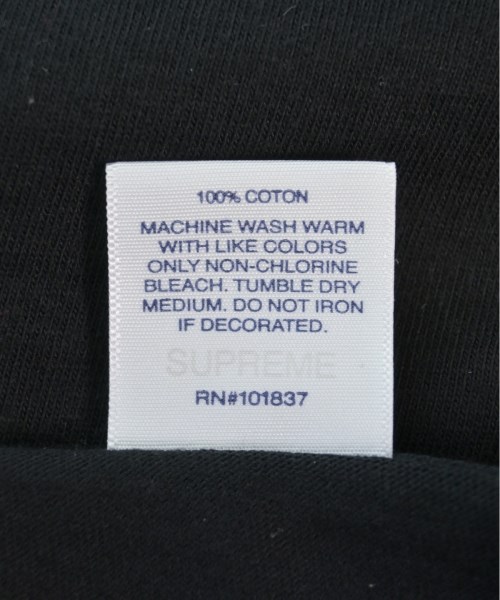 100% COTON
MACHINE WASH WARM
WITH LIKE COLORS
ONLY NON-CHLORINE
BLEACH. TUMBLE DRY
MEDIUM. DO NOT IRON
IF DECORATED.
SUPREME
RN#101837